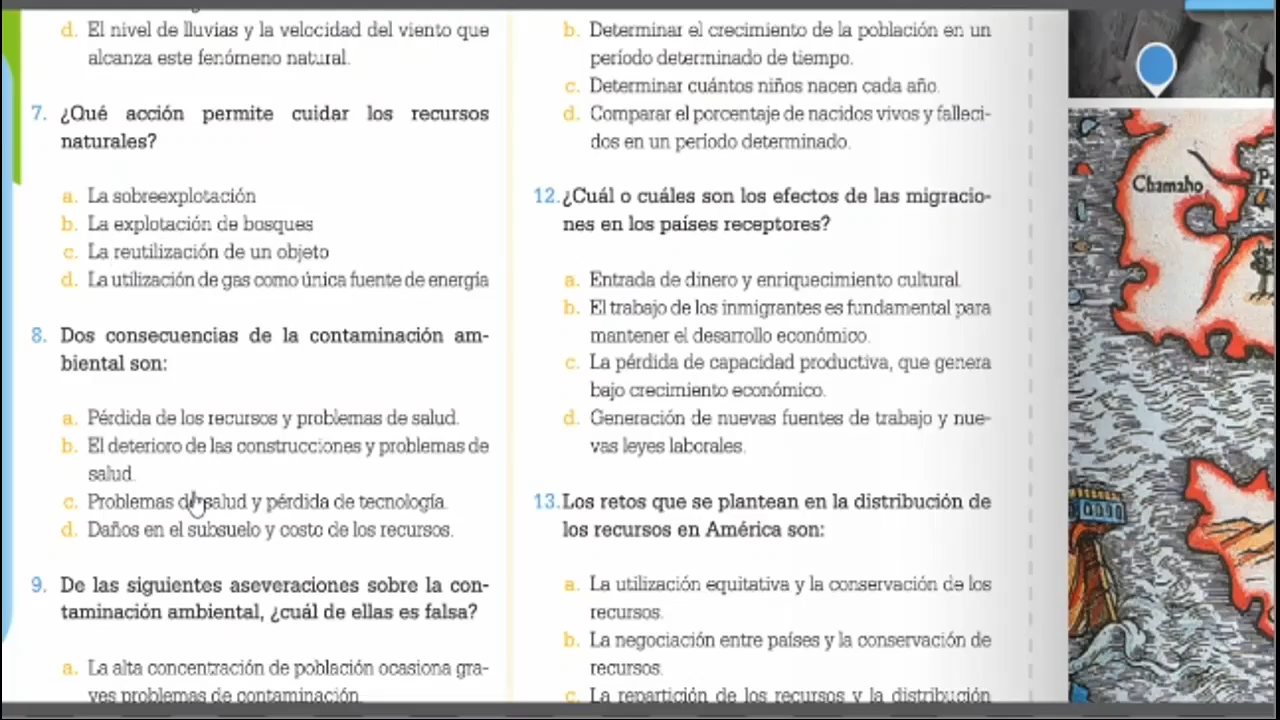 d. El nivel de lluvias y la velocidad del viento que
alcanza este fenómeno natural.
7. ¿Qué acción permite cuidar los recursos
naturales?
a. La sobreexplotación
b. La explotación de bosques
c. La reutilización de un objeto
d. La utilización de gas como única fuente de energía
8. Dos consecuencias de la contaminación am-
biental son:
a. Pérdida de los recursos y problemas de salud.
b. El deterioro de las construcciones y problemas de
salud.
c. Problemas de salud y pérdida de tecnología.
d. Daños en el subsuelo y costo de los recursos.
9. De las siguientes aseveraciones sobre la con-
taminación ambiental, ¿cuál de ellas es falsa?
a. La alta concentración de población ocasiona gra-
ves problemas de contaminación
b. Determinar el crecimiento de la población en un
período determinado de tiempo.
c. Determinar cuántos niños nacen cada año.
d. Comparar el porcentaje de nacidos vivos y falleci-
dos en un período determinado.
12. ¿Cuál o cuáles son los efectos de las migracio-
nes en los países receptores?
a. Entrada de dinero y enriquecimiento cultural.
b. El trabajo de los inmigrantes es fundamental para
mantener el desarrollo económico.
c. La pérdida de capacidad productiva, que genera
bajo crecimiento económico.
d. Generación de nuevas fuentes de trabajo y nue-
vas leyes laborales.
13. Los retos que se plantean en la distribución de
los recursos en América son:
a. La utilización equitativa y la conservación de los
recursos.
b. La negociación entre países y la conservación de
recursos.
c. La repartición de los recursos y la distribución
Chamaho